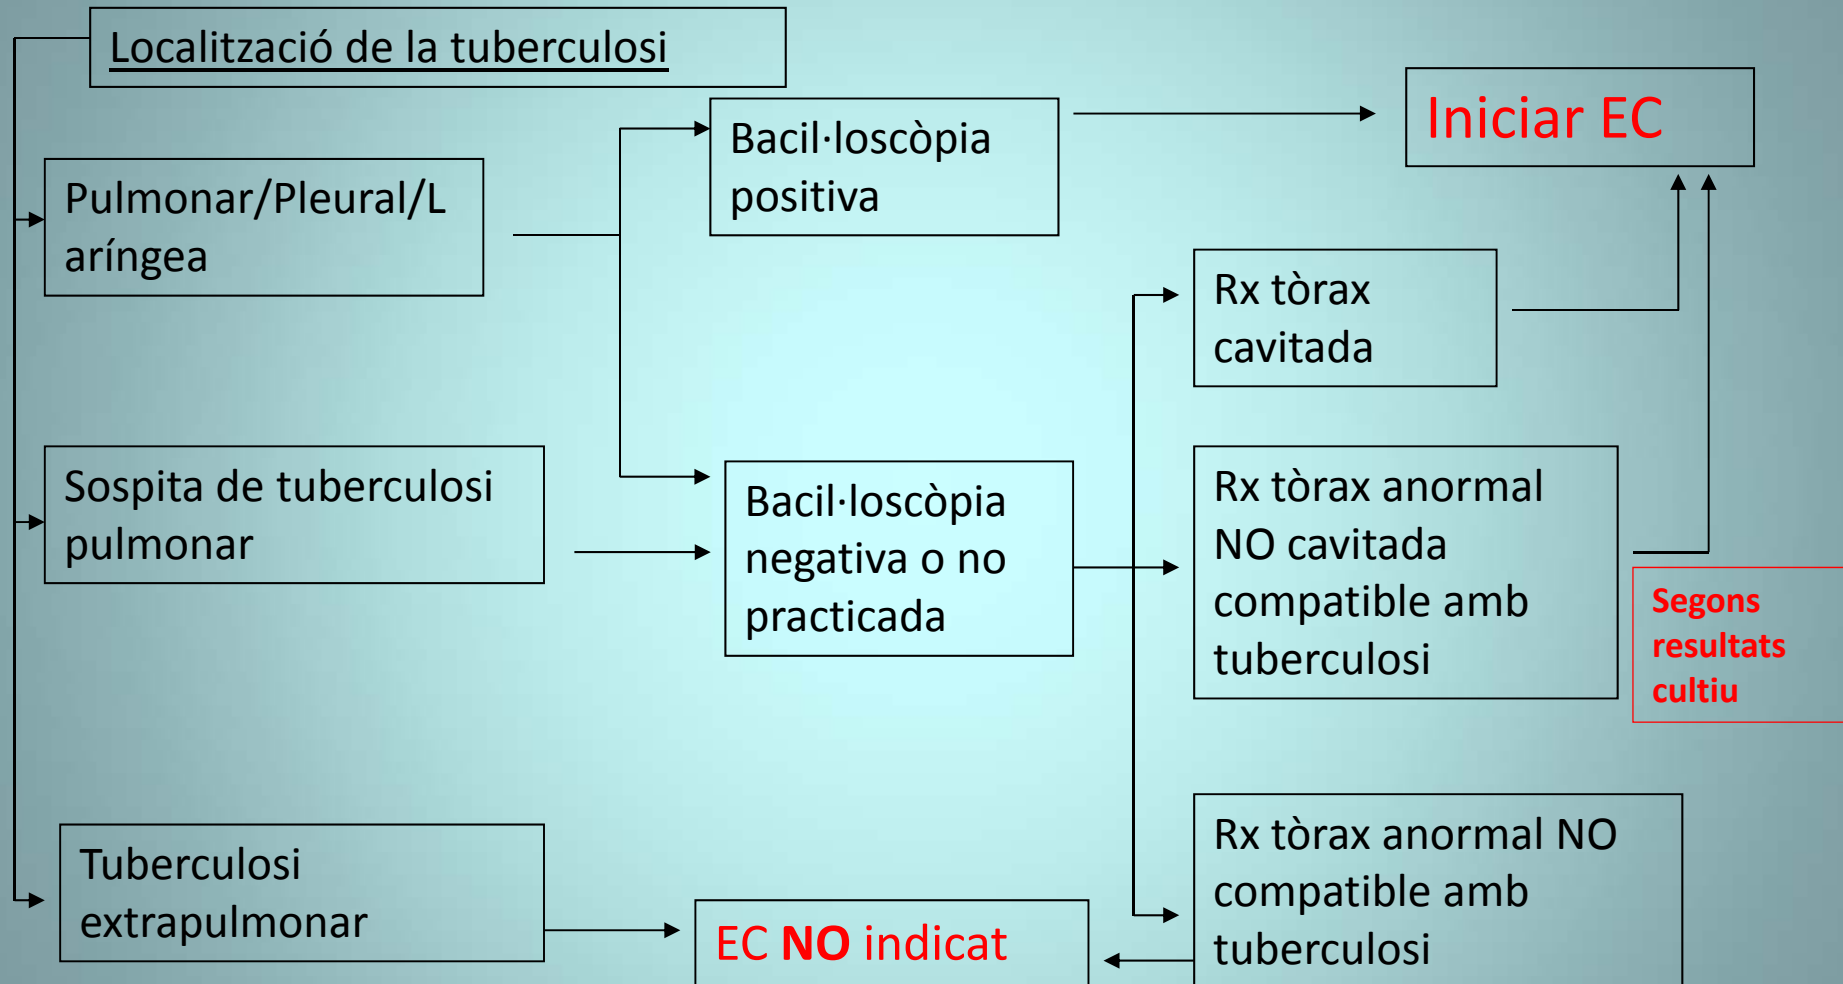 Localització de la tuberculosi
Iniciar EC
Bacil·loscòpia
positiva
Pulmonar/Pleural/L
aríngea
Rx tòrax
cavitada
Sospita de tuberculosi
pulmonar
Bacil·loscòpia
negativa o no
practicada
Rx tòrax anormal
NO cavitada
compatible amb
tuberculosi
Segons
resultats
cultiu
Tuberculosi
extrapulmonar
EC NO indicat
Rx tòrax anormal NO
compatible amb
tuberculosi